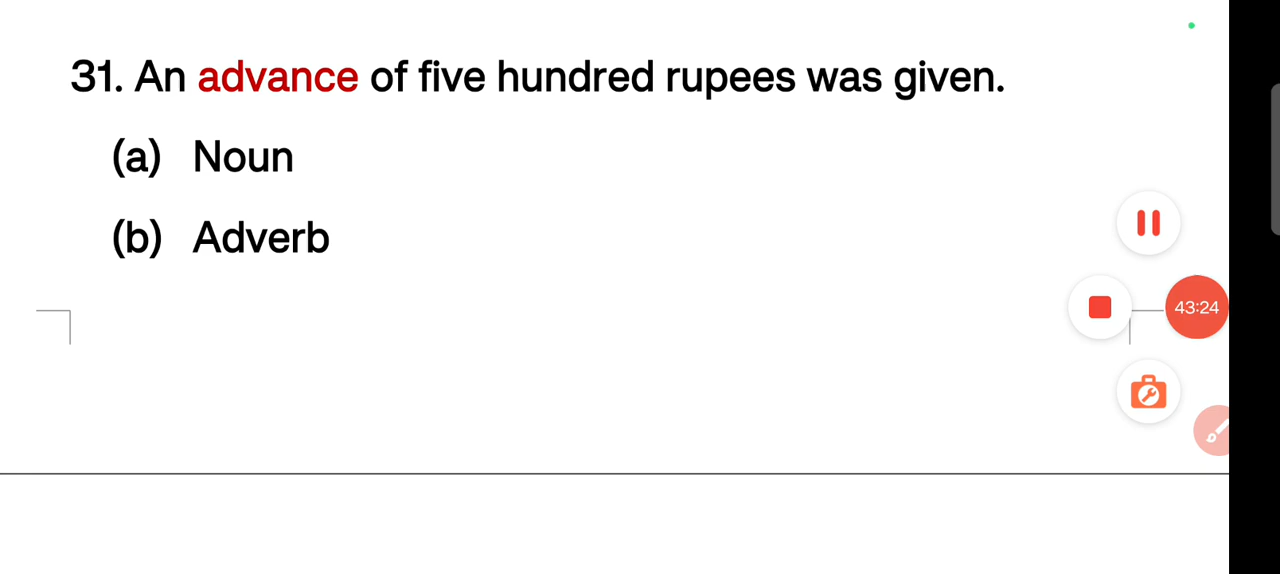 31. An advance of five hundred rupees was given.
(a) Noun
(b) Adverb
43:24